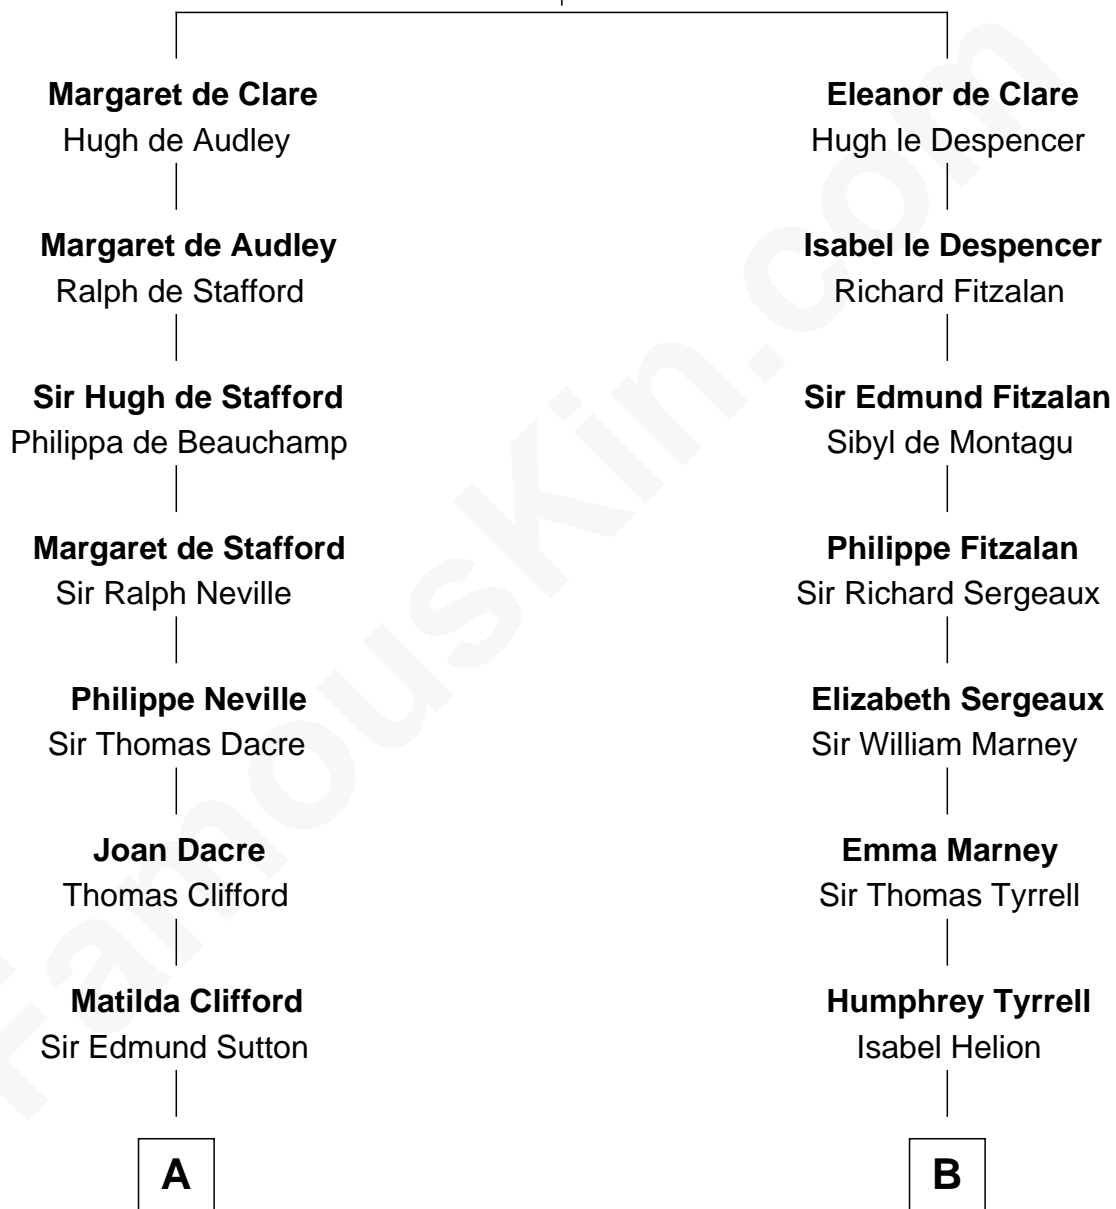 Margaret de Clare
Hugh de Audley
Margaret de Audley
Ralph de Stafford
Sir Hugh de Stafford
Philippa de Beauchamp
Margaret de Stafford
Sir Ralph Neville
Philippe Neville
Sir Thomas Dacre
Joan Dacre
Thomas Clifford
Matilda Clifford
Sir Edmund Sutton
A
Eleanor de Clare
Hugh le Despencer
Isabel le Despencer
Richard Fitzalan
Sir Edmund Fitzalan
Sibyl de Montagu
Philippe Fitzalan
Sir Richard Sergeaux
Elizabeth Sergeaux
Sir William Marney
Emma Marney
Sir Thomas Tyrrell
Humphrey Tyrrell
Isabel Helion
B
FamousKin.com